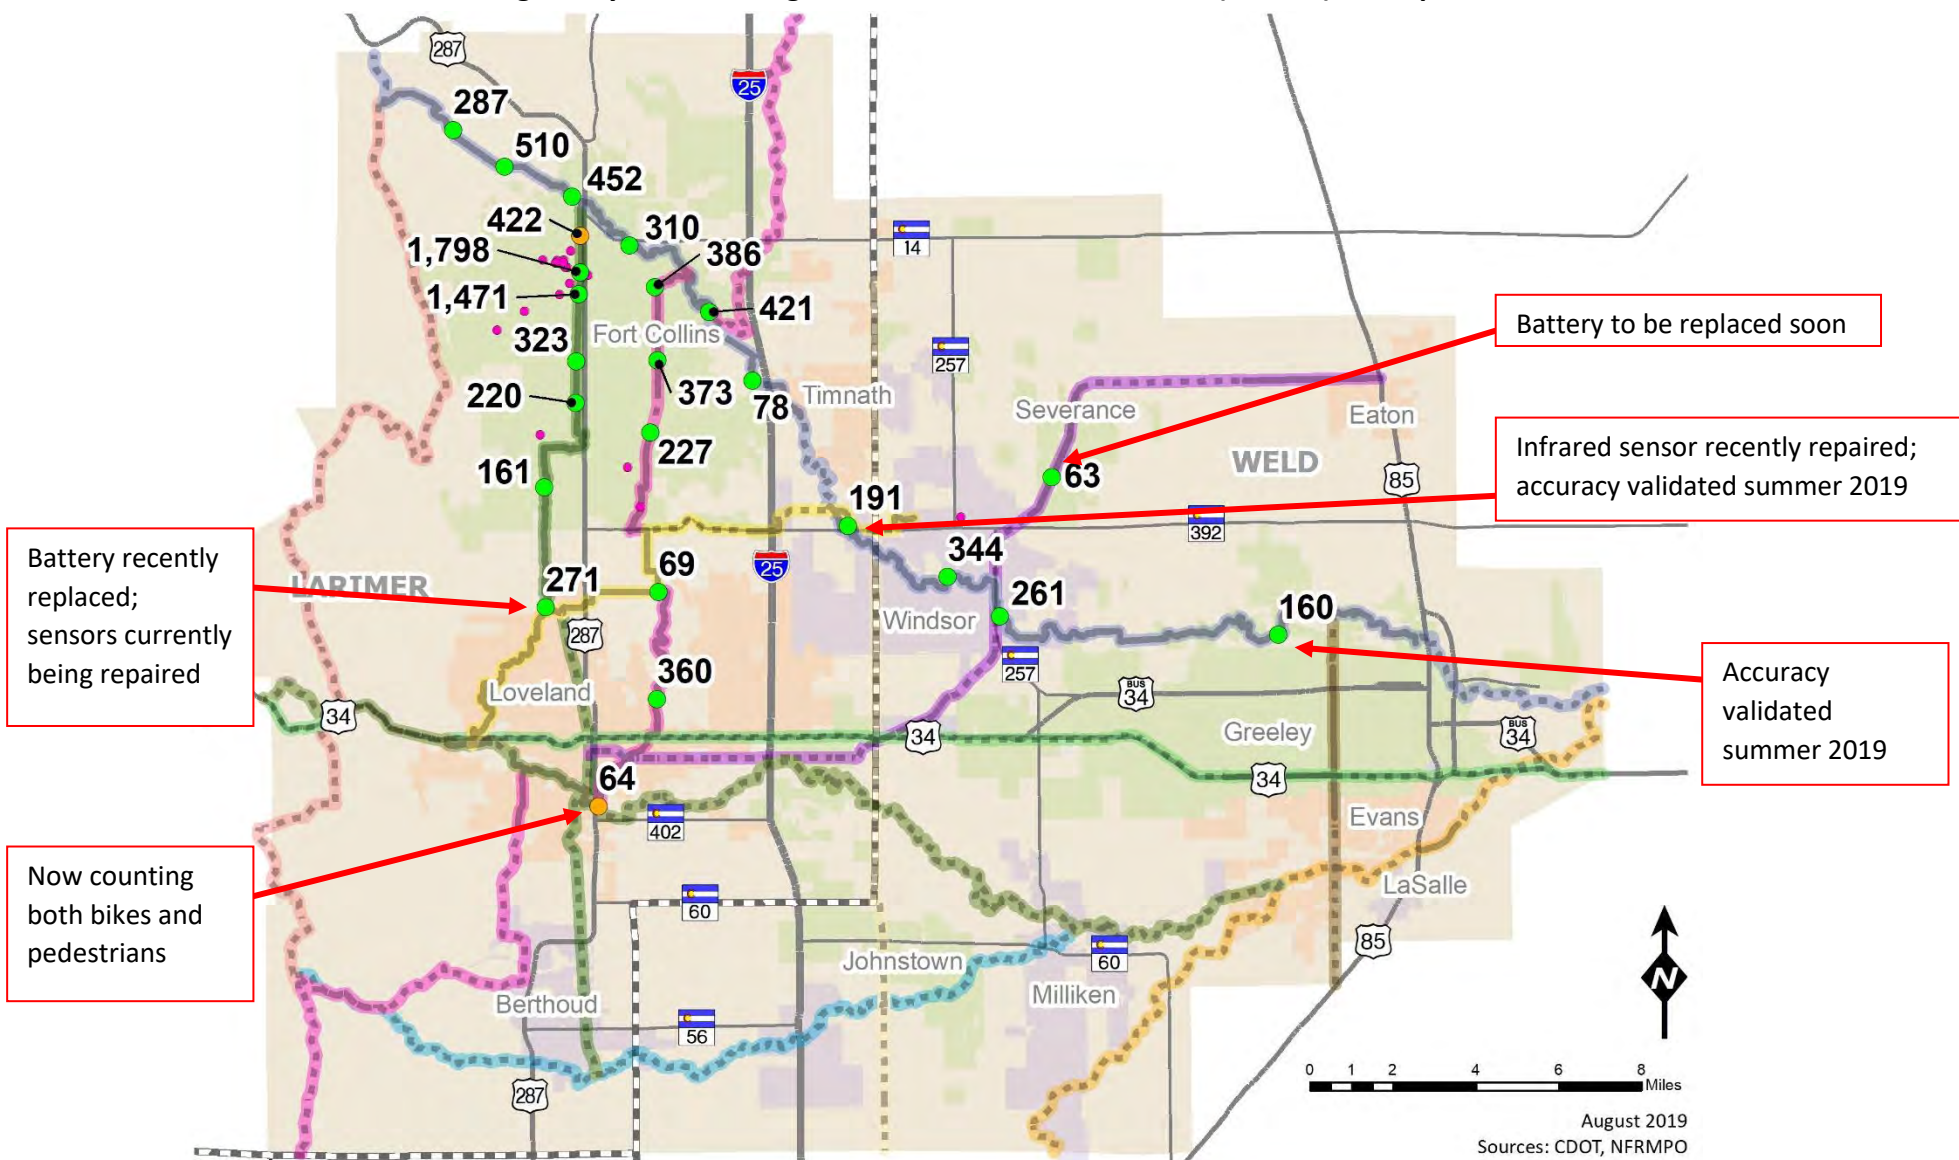 287
25
287
510
452
422
310
14
1,798
386
1,471
421
Fort Collins
323
257
Battery to be replaced soon
220
373
78
Timnath
Severance
Eaton
227
Infrared sensor recently repaired;
accuracy validated summer 2019
161
63
WELD
85
191
392
Battery recently
replaced;
sensors currently
being repaired
LARIMER
271
69
25
344
287
Windsor
261
160
257
Accuracy
validated
summer 2019
Loveland
360
BUS
34
34
34
Greeley
BUS
34
64
34
402
Evans
Now counting
both bikes and
pedestrians
60
LaSalle
85
N
Johnstown
60
Berthoud
Milliken
56
287
0 1 2 4 6 8
Miles
August 2019
Sources: CDOT, NFRMPO